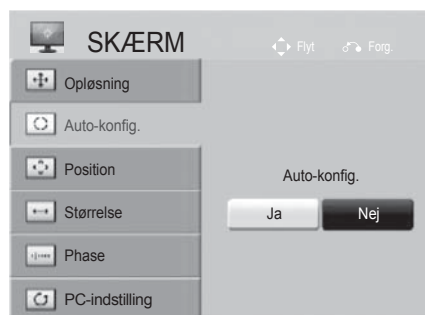 SKÆRM
Flyt
Forg.
Opløsning
Auto-konfig.
Position
Størrelse
Phase
PC-indstilling
Auto-konfig.
Ja
Nej